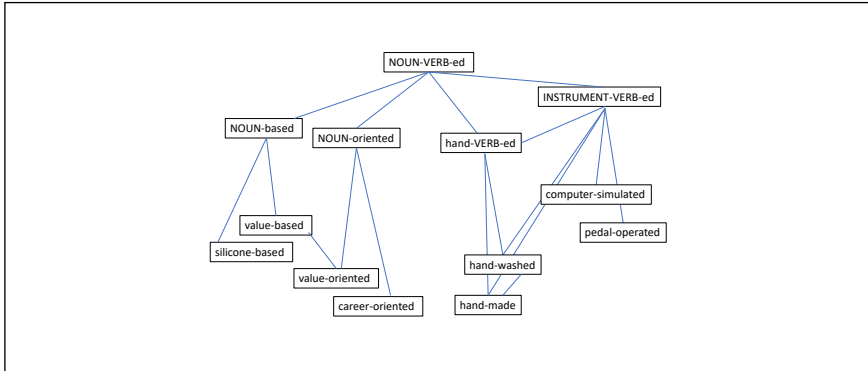 NOUN-VERB-ed
INSTRUMENT-VERB-ed
NOUN-based
NOUN-oriented
hand-VERB-ed
computer-simulated
value-based
pedal-operated
silicone-based
hand-washed
value-oriented
career-oriented
hand-made